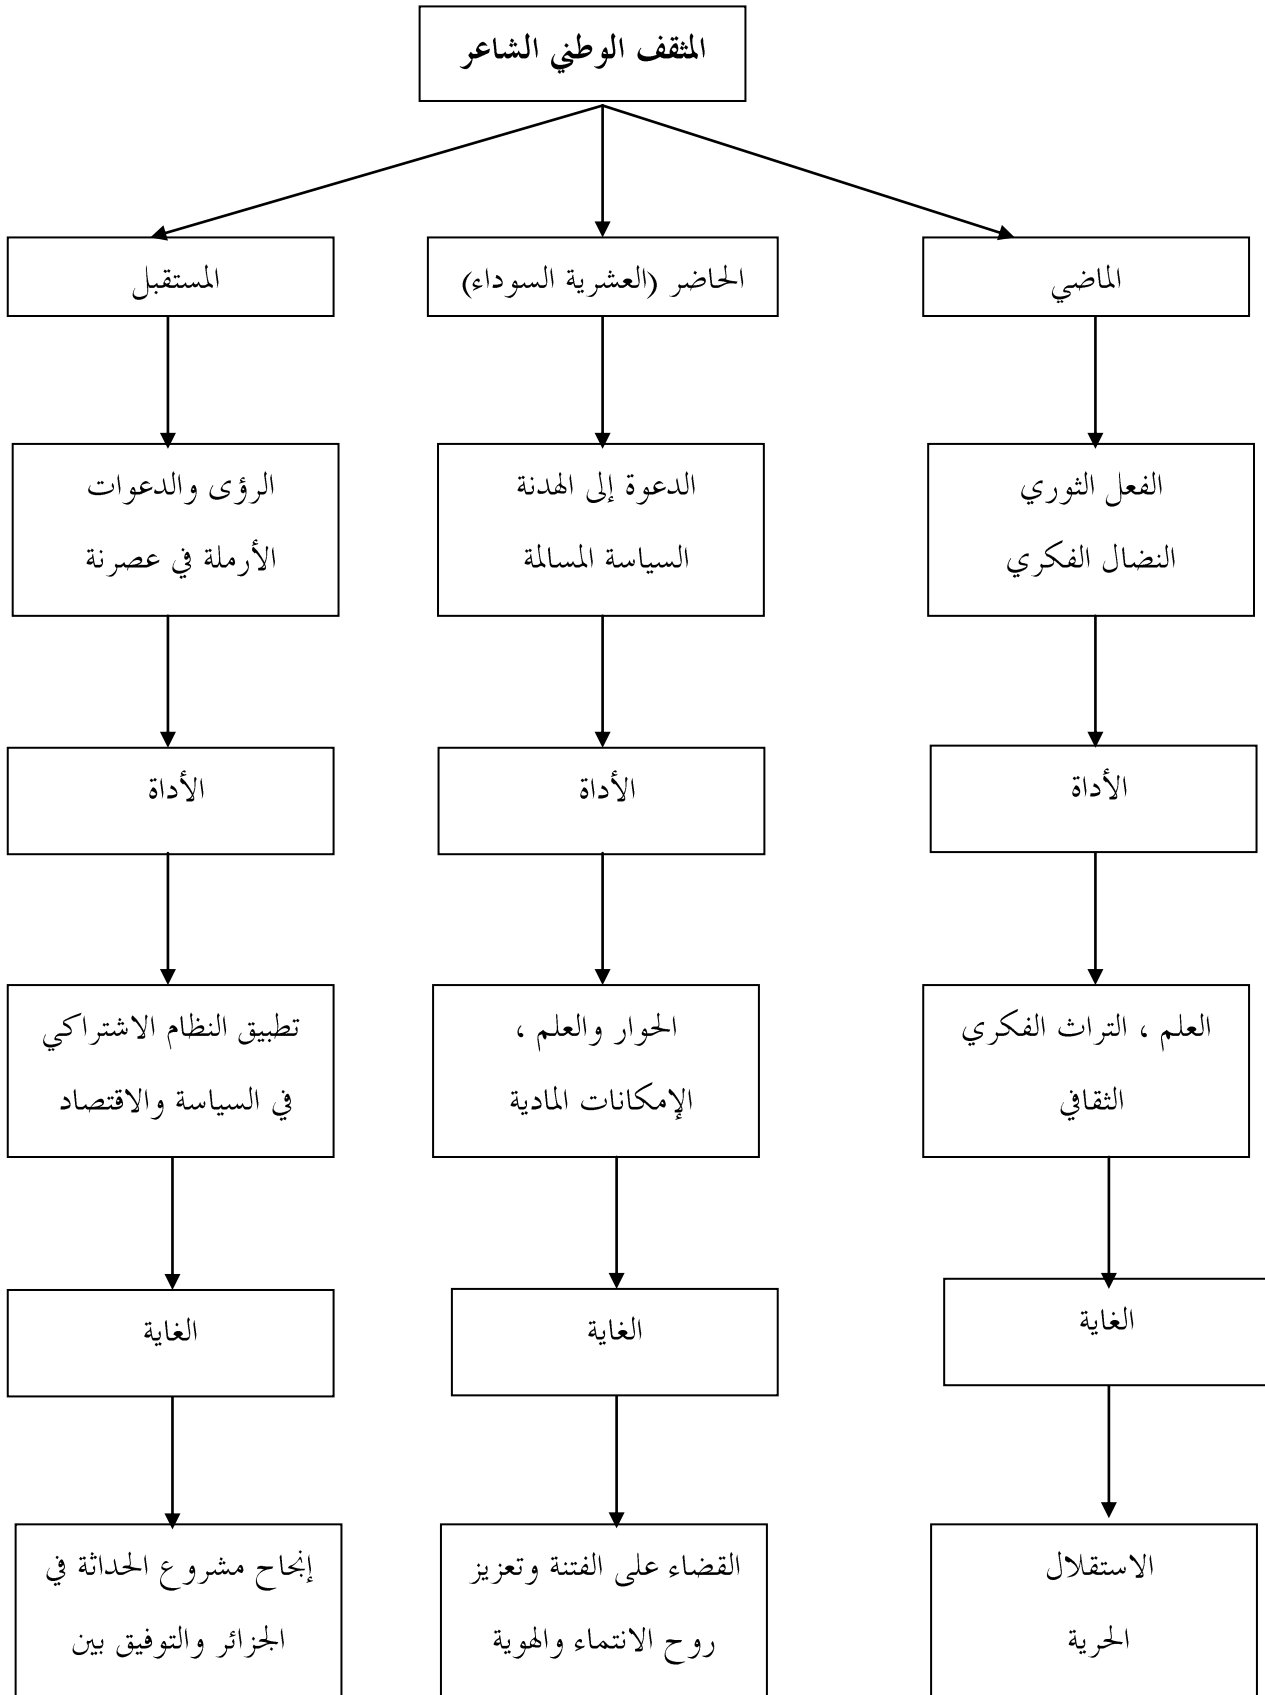 المثقف الوطني الشاعر
الماضي
الحاضر (العشرية السوداء)
المستقبل
الفعل الثوري
النضال الفكري
الدعوة إلى الهدنة
السياسة المسالمة
الرؤى والدعوات
الأرملة في عصرنة
الأداة
الأداة
الأداة
العلم ، التراث الفكري
الثقافي
الحوار والعلم ،
الإمكانات المادية
تطبيق النظام الاشتراكي
في السياسة والاقتصاد
الغاية
الغاية
الغاية
الاستقلال
الحرية
القضاء على الفتنة وتعزيز
روح الانتماء والهوية
إنجاح مشروع الحداثة في
الجزائر والتوفيق بين